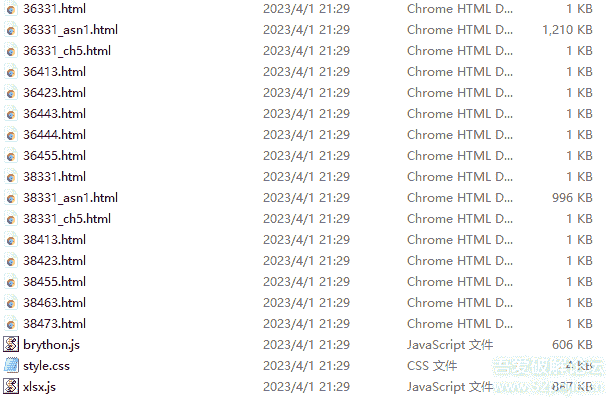 36331.html 2023/4/1 21:29 Chrome HTML D... 1 KB
36331_asn1.html 2023/4/1 21:29 Chrome HTML D... 1,210 KB
36331_ch5.html 2023/4/1 21:29 Chrome HTML D... 1 KB
36413.html 2023/4/1 21:29 Chrome HTML D... 1 KB
36423.html 2023/4/1 21:29 Chrome HTML D... 1 KB
36443.html 2023/4/1 21:29 Chrome HTML D... 1 KB
36444.html 2023/4/1 21:29 Chrome HTML D... 1 KB
36455.html 2023/4/1 21:29 Chrome HTML D... 1 KB
38331.html 2023/4/1 21:29 Chrome HTML D... 1 KB
38331_asn1.html 2023/4/1 21:29 Chrome HTML D... 996 KB
38331_ch5.html 2023/4/1 21:29 Chrome HTML D... 1 KB
38413.html 2023/4/1 21:29 Chrome HTML D... 1 KB
38423.html 2023/4/1 21:29 Chrome HTML D... 1 KB
38455.html 2023/4/1 21:29 Chrome HTML D... 1 KB
38463.html 2023/4/1 21:29 Chrome HTML D... 1 KB
38473.html 2023/4/1 21:29 Chrome HTML D... 1 KB
brython.js 2023/4/1 21:29 JavaScript 文件 606 KB
style.css 2023/4/1 21:29 CSS 文件 KB
xlsx.js 2023/4/1 21:29 JavaScript 文件 KB
吾爱破解论坛